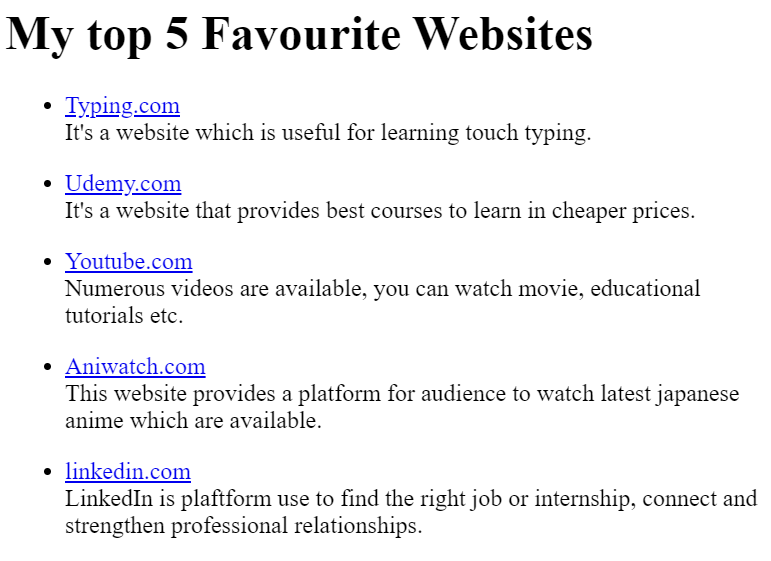 My top 5 Favourite Websites
Typing.com
It's a website which is useful for learning touch typing.
Udemy.com
It's a website that provides best courses to learn in cheaper prices.
Youtube.com
Numerous videos are available, you can watch movie, educational
tutorials etc.
Aniwatch.com
This website provides a platform for audience to watch latest japanese
anime which are available.
linkedin.com
LinkedIn is plaftform use to find the right job or internship, connect and
strengthen professional relationships.